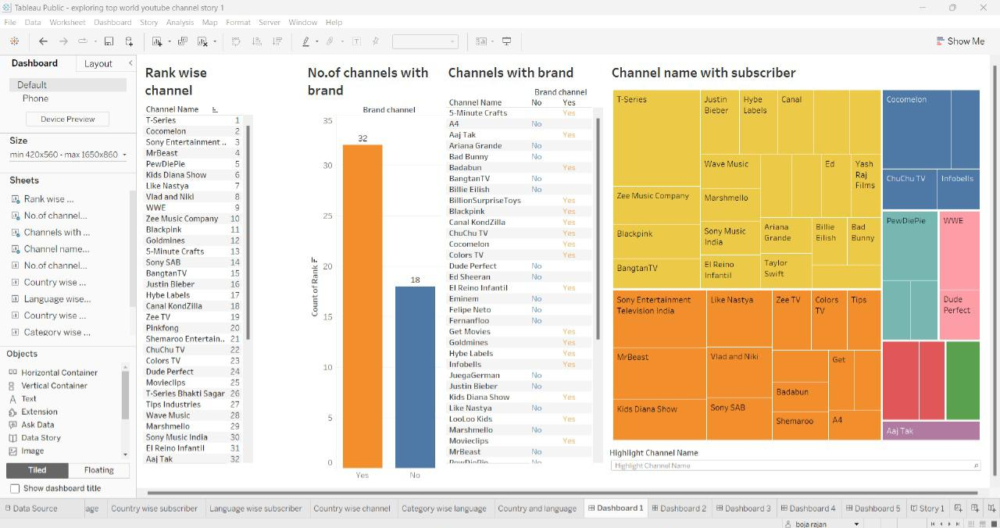 Tableau Public - exploring top world youtube channel story 1
File Data Worksheet Dashboard Story Analysis Map Format Server Window Help
Show Me
Dashboard Layout
Default
Phone
Device Preview
Size
min 420x560 - max 1650x860
Sheets
Rank wise ...
No.of channel...
Channels with ...
Channel name...
No.of channel...
Country wise ...
Language wise...
Country wise ...
Category wise ...
Objects
Horizontal Container
Vertical Container
Text
Extension
Ask Data
Data Story
Image
Tiled Floating
Show dashboard title
Rank wise
channel
Channel Name
T-Series 1
Cocomelon 2
Sony Entertainment .. 3
MrBeast 4
PewDiePie 5
Kids Diana Show 6
Like Nastya 7
Vlad and Niki 8
WWE 9
Zee Music Company 10
Blackpink 11
Goldmines 12
5-Minute Crafts 13
Sony SAB 14
BangtanTV 15
Justin Bieber 16
Hybe Labels 17
Canal KondZilla 18
Zee TV 19
Pinkfong 20
Shemaroo Entertain.. 21
ChuChu TV 22
Colors TV 23
Dude Perfect 24
Movieclips 25
T-Series Bhakti Sagar 26
Tips Industries 27
Wave Music 28
Marshmello 29
Sony Music India 30
El Reino Infantil 31
Aaj Tak 32
No.of channels with
brand
Brand channel
Count of Rank
35
30
25
20
15
10
5
0
32
18
Yes No
Channels with brand
Brand channel
Channel Name No Yes
5-Minute Crafts Yes
A4 No
Aaj Tak Yes
Ariana Grande No
Bad Bunny No
Badabun Yes
BangtanTV No
Billie Eilish No
BillionSurpriseToys Yes
Blackpink Yes
Canal KondZilla Yes
ChuChu TV Yes
Cocomelon Yes
Colors TV Yes
Dude Perfect No
Ed Sheeran No
El Reino Infantil Yes
Eminem No
Felipe Neto No
Fernanfloo No
Get Movies Yes
Goldmines Yes
Hybe Labels Yes
Infobells Yes
JuegaGerman No
Justin Bieber No
Kids Diana Show Yes
Like Nastya No
LooLoo Kids Yes
Marshmello No
Movieclips Yes
MrBeast No
PewDiePie No
Channel name with subscriber
T-Series
Zee Music Company
Blackpink
BangtanTV
Justin
Bieber
Hybe
Labels
Canal
Wave Music
Marshmello
Sony Music
India
El Reino
Infantil
Ed
Yash
Raj
Films
Ariana
Grande
Billie
Eilish
Bad
Bunny
Taylor
Swift
Cocomelon
ChuChu TV
Infobells
PewDiePie
WWE
Dude
Perfect
Sony Entertainment
Television India
MrBeast
Kids Diana Show
Like Nastya
Vlad and Niki
Sony SAB
Zee TV
Colors
TV
Tips
Badabun
Shemaroo
Get
A4
Aaj Tak
Highlight Channel Name
Highlight Channel Name
Data Source age Country wise subscriber Language wise subscriber Country wise channel Category wise language Country and language Dashboard 1 Dashboard 2 Dashboard 3 Dashboard 4 Dashboard 5 Story 1
boja rajan